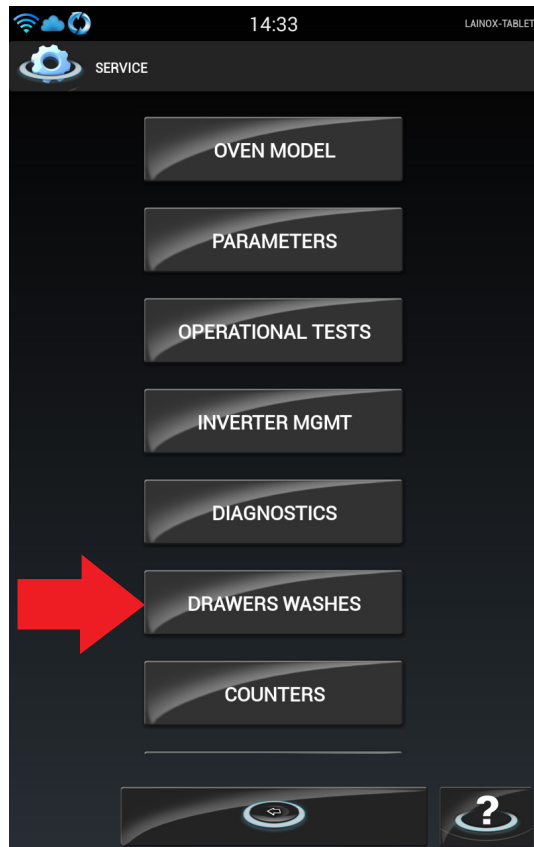 14:33
LAINOX-TABLET
SERVICE
OVEN MODEL
PARAMETERS
OPERATIONAL TESTS
INVERTER MGMT
DIAGNOSTICS
DRAWERS WASHES
COUNTERS
?